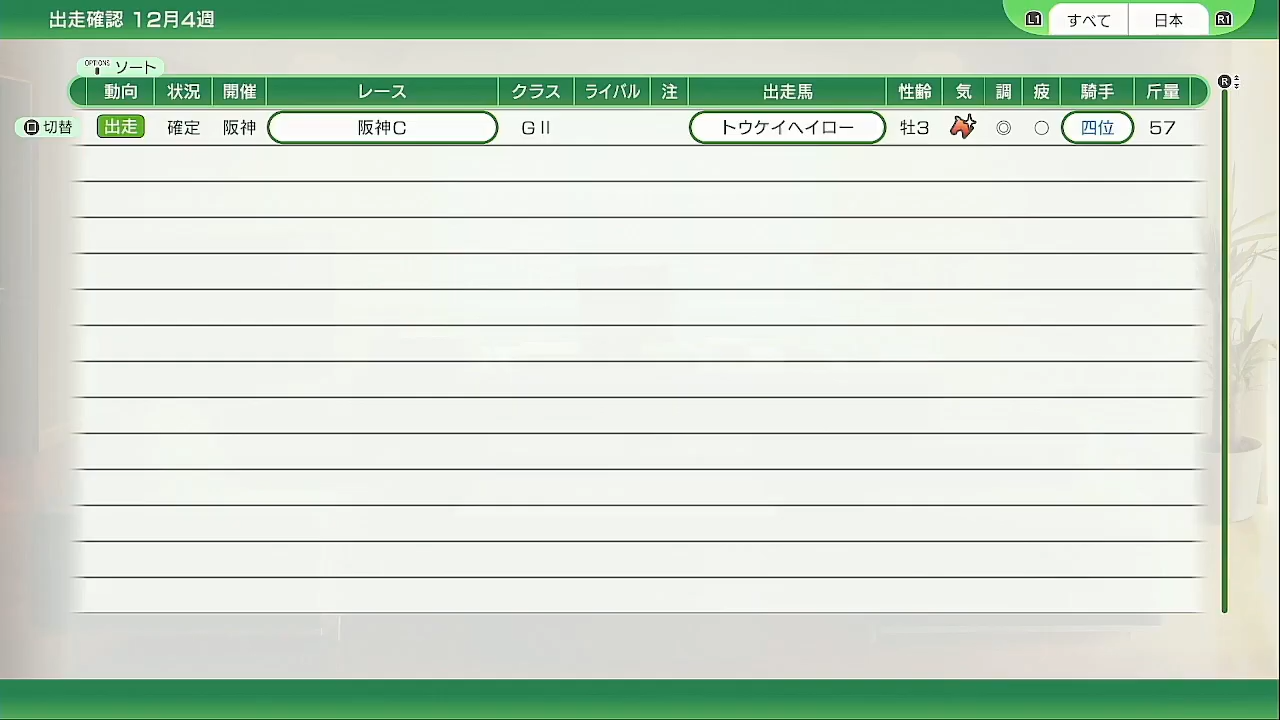 出走確認 12月4週
L1 すべて 日本 R1
OPTIONS ソート
動向 状況 開催 レース クラス ライバル 注 出走馬 性齢 気 調 疲 騎手 斤量
R
切替 出走 確定 阪神 阪神C GⅡ トウケイヘイロー 牡3 ◎ ○ 四位 57